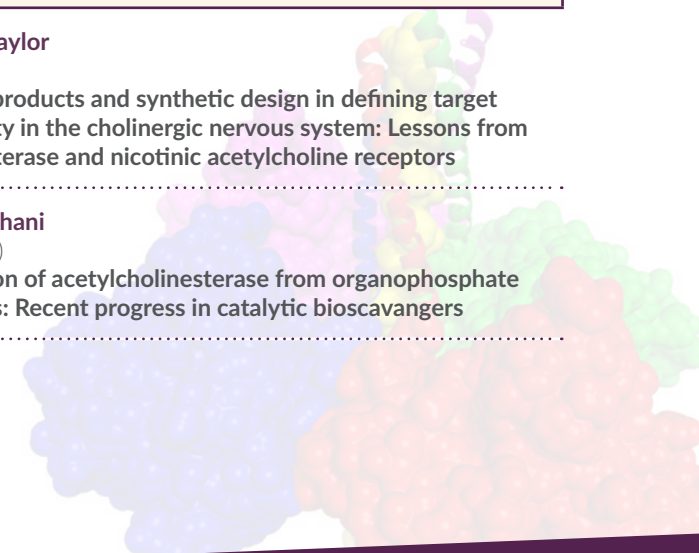 aylor
products and synthetic design in defining target
ty in the cholinergic nervous system: Lessons from
terase and nicotinic acetylcholine receptors
hani
)
on of acetylcholinesterase from organophosphate
s: Recent progress in catalytic bioscavangers